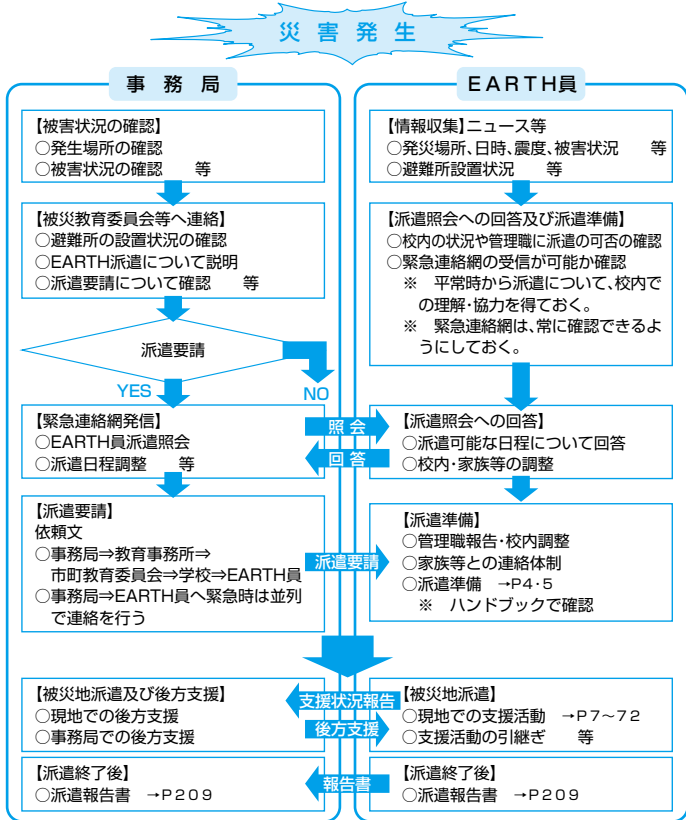 災害発生
事務局
【被害状況の確認】
○発生場所の確認
○被害状況の確認　等
【被災教育委員会等へ連絡】
○避難所の設置状況の確認
○EARTH派遣について説明
○派遣要請について確認　等
派遣要請
YES
NO
【緊急連絡網発信】
○EARTH員派遣照会
○派遣日程調整　等
【派遣要請】
依頼文
○事務局⇒教育事務所⇒
市町教育委員会⇒学校⇒EARTH員
○事務局⇒EARTH員へ緊急時は並列
で連絡を行う
【被災地派遣及び後方支援】
○現地での後方支援
○事務局での後方支援
【派遣終了後】
○派遣報告書　→P209
照会
回答
派遣要請
支援状況報告
後方支援
報告書
EARTH員
【情報収集】ニュース等
○発災場所、日時、震度、被害状況　等
○避難所設置状況　等
【派遣照会への回答及び派遣準備】
○校内の状況や管理職に派遣の可否の確認
○緊急連絡網の受信が可能か確認
※　平常時から派遣について、校内で
の理解・協力を得ておく。
※　緊急連絡網は、常に確認できるよ
うにしておく。
【派遣照会への回答】
○派遣可能な日程について回答
○校内・家族等の調整
【派遣準備】
○管理職報告・校内調整
○家族等との連絡体制
○派遣準備　→P4・5
※　ハンドブックで確認
【被災地派遣】
○現地での支援活動　→P7～72
○支援活動の引継ぎ　等
【派遣終了後】
○派遣報告書　→P209